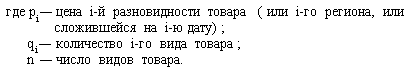 где pi— цена i-й разновидности товара ( или i-го региона, или
сложившейся на i-ю дату) ;
qi— количество i-го вида товара ;
n — число видов товара.